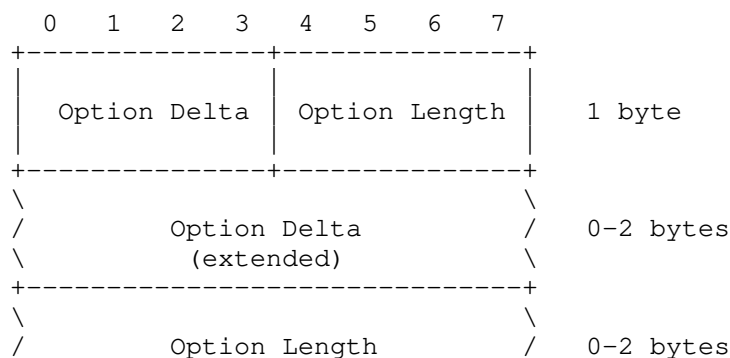 0 1 2 3 4 5 6 7
Option Delta Option Length 1 byte
Option Delta 0-2 bytes
(extended)
Option Length 0-2 bytes